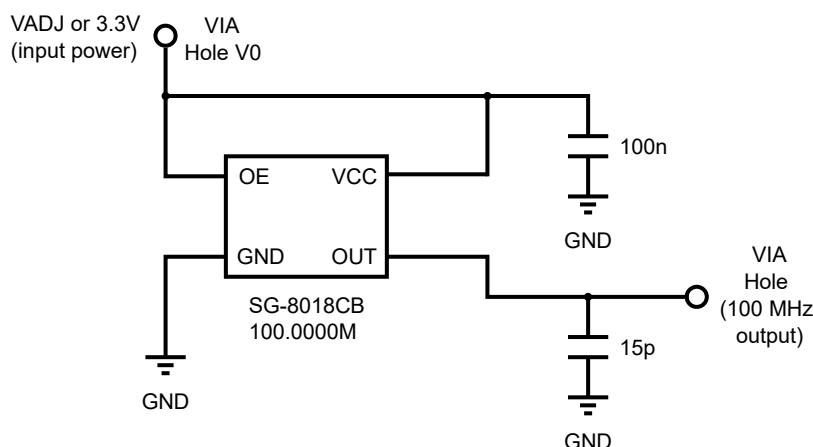 VADJ or 3.3V
(input power)
VIA
Hole V0
100n
GND
OE
VCC
GND
OUT
SG-8018CB
100.0000M
GND
VIA
Hole
(100 MHz
output)
15p
GND